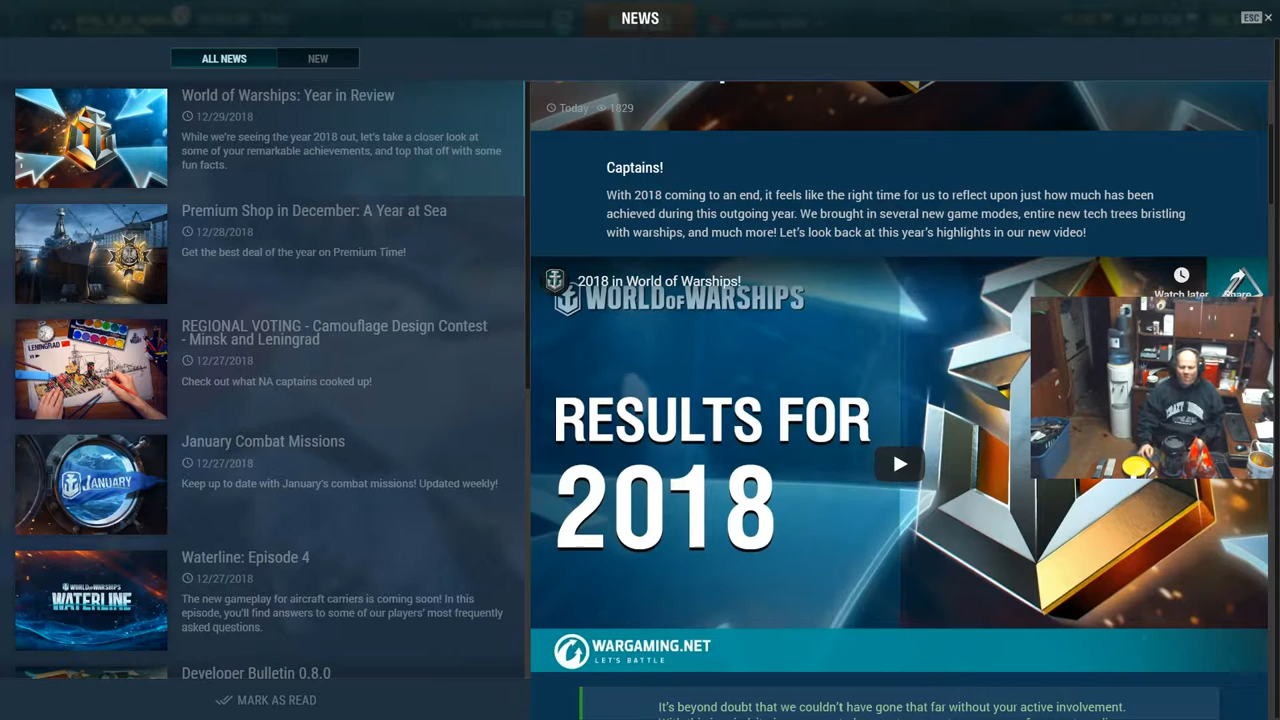 NEWS
ESC
ALL NEWS
NEW
World of Warships: Year in Review
12/29/2018
While we're seeing the year 2018 out, let's take a closer look at
some of your remarkable achievements, and top that off with some
fun facts.
Premium Shop in December: A Year at Sea
12/28/2018
Get the best deal of the year on Premium Time!
LENINGRAD
REGIONAL VOTING - Camouflage Design Contest
- Minsk and Leningrad
12/27/2018
Check out what NA captains cooked up!
JANUARY
January Combat Missions
12/27/2018
Keep up to date with January's combat missions! Updated weekly!
WORLD OF WARSHIPS
WATERLINE
Waterline: Episode 4
12/27/2018
The new gameplay for aircraft carriers is coming soon! In this
episode, you'll find answers to some of our players' most frequently
asked questions.
Developer Bulletin 0.8.0
MARK AS READ
Today
1829
Captains!
With 2018 coming to an end, it feels like the right time for us to reflect upon just how much has been
achieved during this outgoing year. We brought in several new game modes, entire new tech trees bristling
with warships, and much more! Let's look back at this year's highlights in our new video!
2018 in World of Warships!
Watch later
Share
WORLD OF WARSHIPS
RESULTS FOR
2018
WARGAMING.NET
LET'S BATTLE
It's beyond doubt that we couldn't have gone that far without your active involvement.